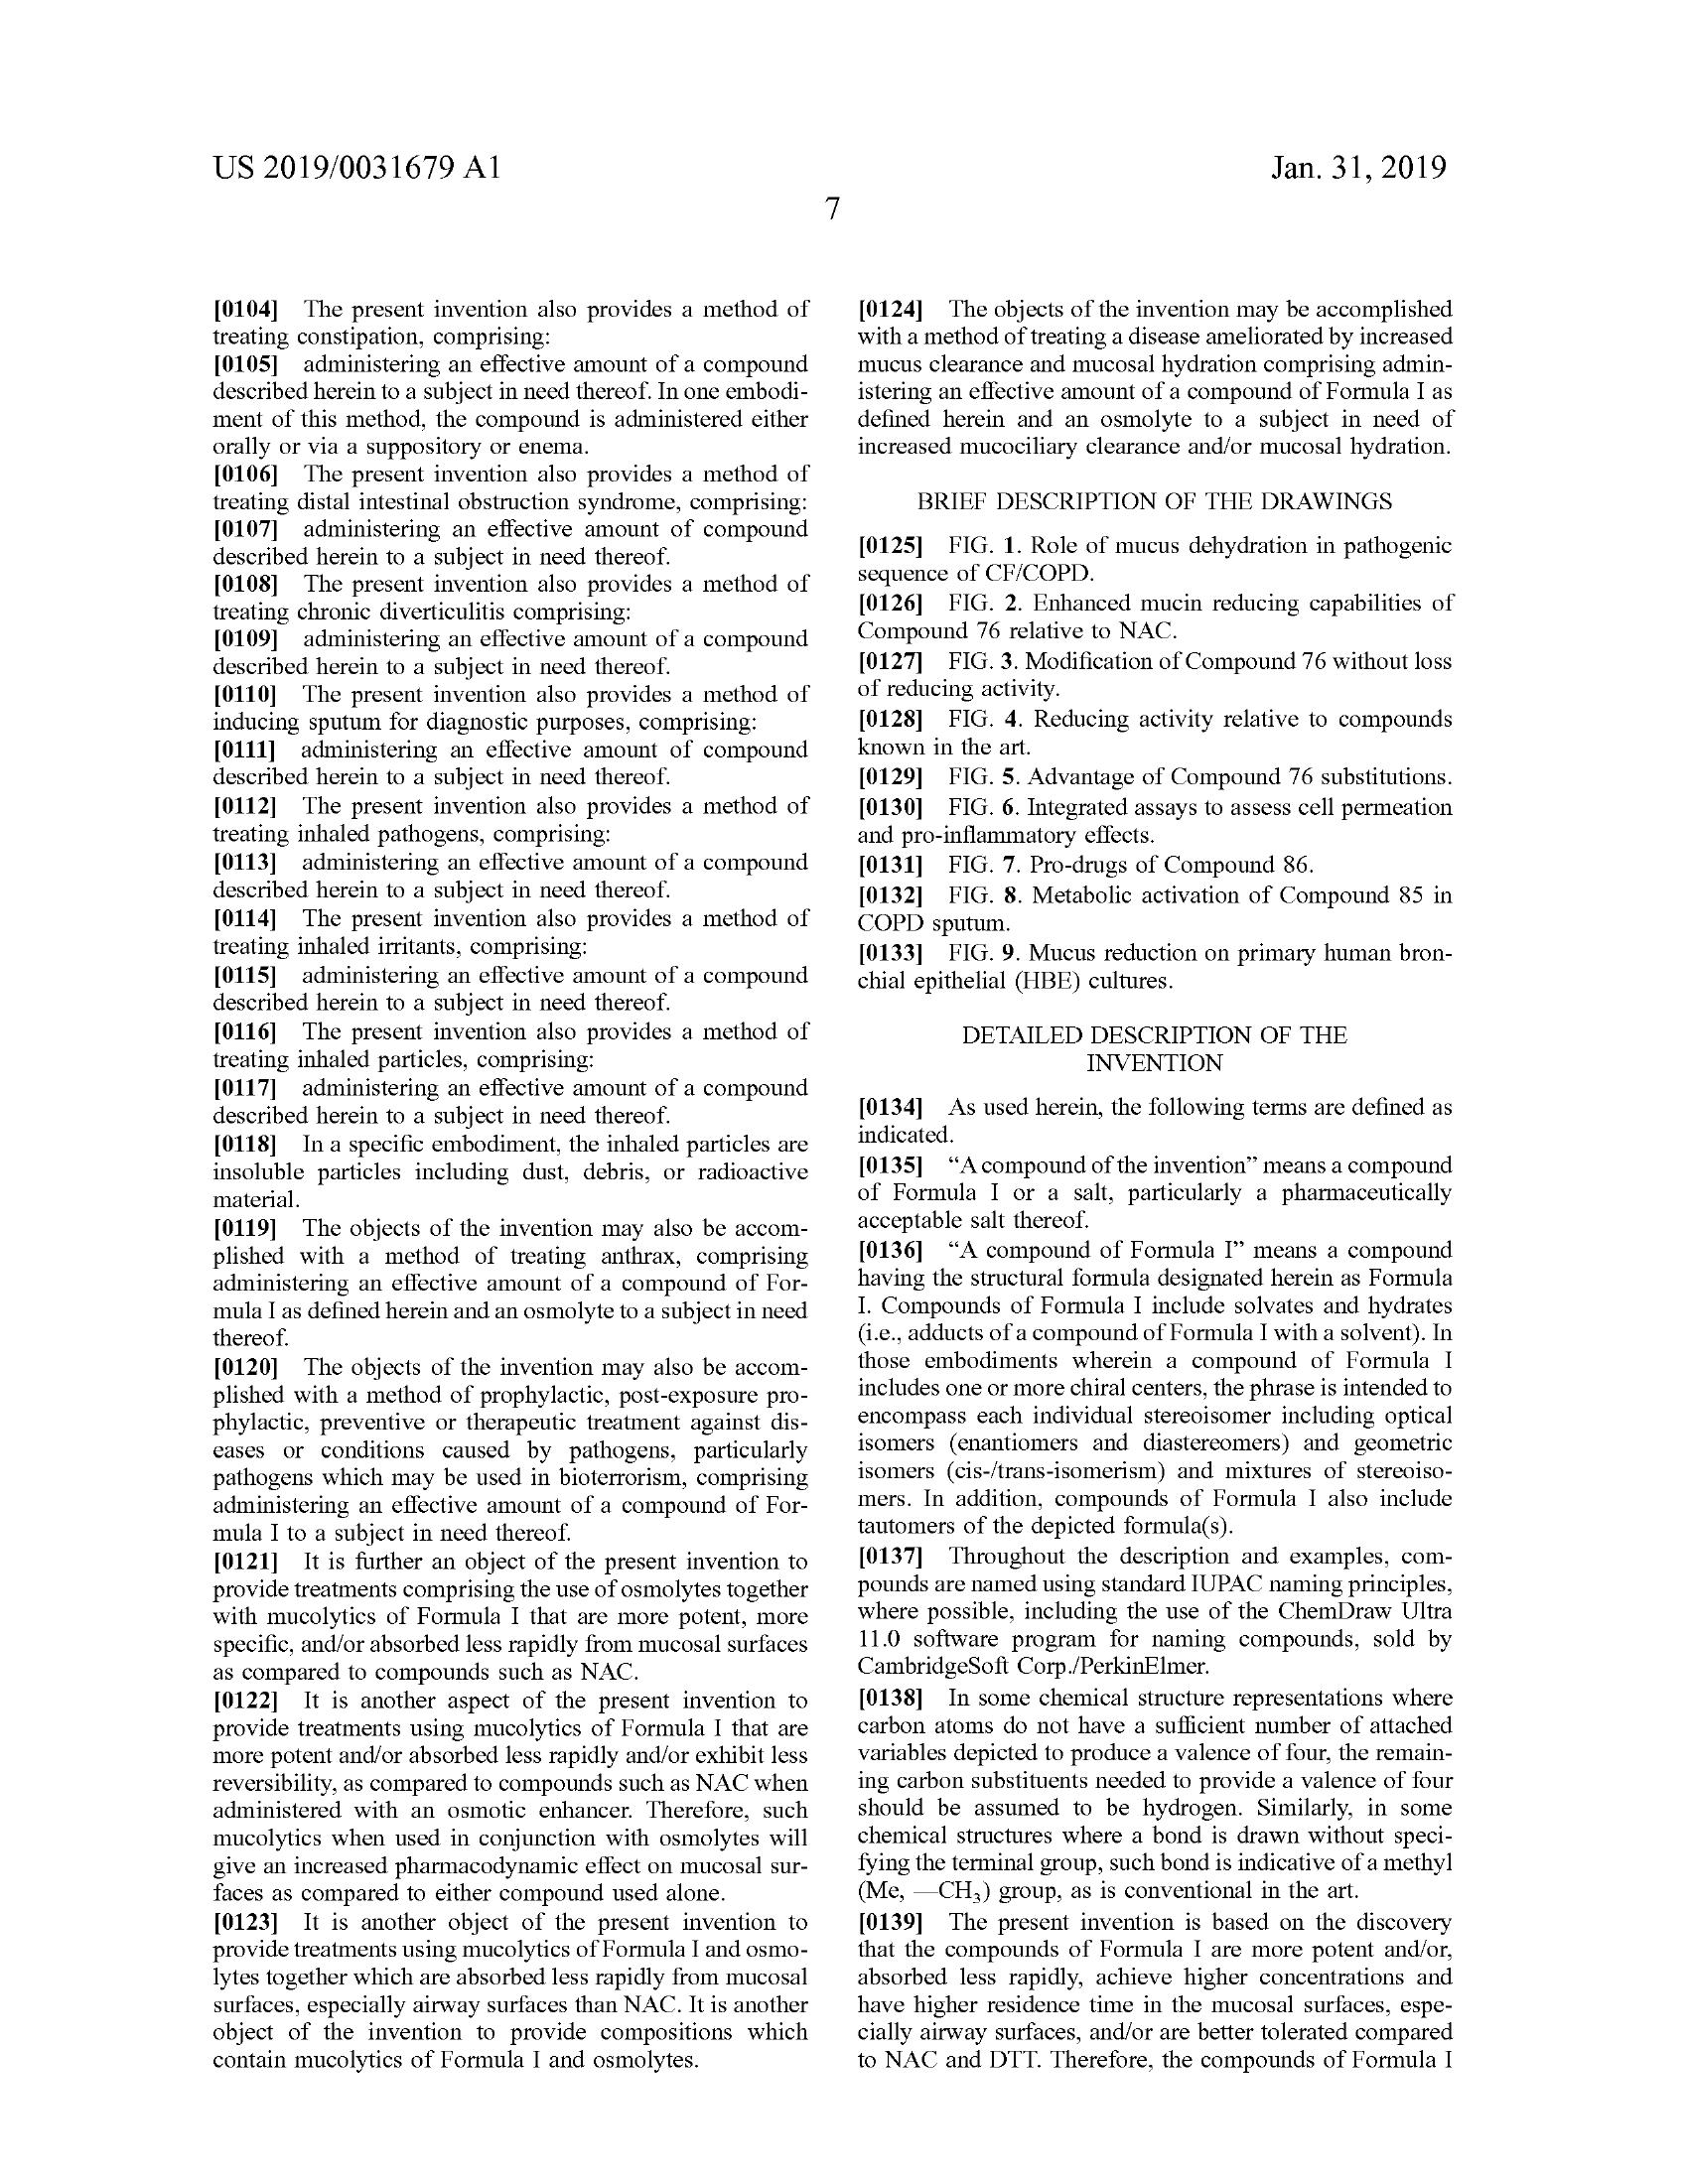 US 2019/0031679 A1
Jan. 31, 2019
7
[0104] The present invention also provides a method of
treating constipation, comprising:
[0105] administering an effective amount of a compound
described herein to a subject in need thereof. In one embodi-
ment of this method, the compound is administered either
orally or via a suppository or enema.
[0106] The present invention also provides a method of
treating distal intestinal obstruction syndrome, comprising:
[0107] administering an effective amount of compound
described herein to a subject in need thereof.
[0108] The present invention also provides a method of
treating chronic diverticulitis comprising:
[0109] administering an effective amount of a compound
described herein to a subject in need thereof.
[0110] The present invention also provides a method of
inducing sputum for diagnostic purposes, comprising:
[0111] administering an effective amount of compound
described herein to a subject in need thereof.
[0112] The present invention also provides a method of
treating inhaled pathogens, comprising:
[0113] administering an effective amount of a compound
described herein to a subject in need thereof.
[0114] The present invention also provides a method of
treating inhaled irritants, comprising:
[0115] administering an effective amount of a compound
described herein to a subject in need thereof.
[0116] The present invention also provides a method of
treating inhaled particles, comprising:
[0117] administering an effective amount of a compound
described herein to a subject in need thereof.
[0118] In a specific embodiment, the inhaled particles are
insoluble particles including dust, debris, or radioactive
material.
[0119] The objects of the invention may also be accom-
plished with a method of treating anthrax, comprising
administering an effective amount of a compound of For-
mula I as defined herein and an osmolyte to a subject in need
thereof.
[0120] The objects of the invention may also be accom-
plished with a method of prophylactic, post-exposure pro-
phylactic, preventive or therapeutic treatment against dis-
eases or conditions caused by pathogens, particularly
pathogens which may be used in bioterrorism, comprising
administering an effective amount of a compound of For-
mula I to a subject in need thereof.
[0121] It is further an object of the present invention to
provide treatments comprising the use of osmolytes together
with mucolytics of Formula I that are more potent, more
specific, and/or absorbed less rapidly from mucosal surfaces
as compared to compounds such as NAC.
[0122] It is another aspect of the present invention to
provide treatments using mucolytics of Formula I that are
more potent and/or absorbed less rapidly and/or exhibit less
reversibility, as compared to compounds such as NAC when
administered with an osmotic enhancer. Therefore, such
mucolytics when used in conjunction with osmolytes will
give an increased pharmacodynamic effect on mucosal sur-
faces as compared to either compound used alone.
[0123] It is another object of the present invention to
provide treatments using mucolytics of Formula I and osmo-
lytes together which are absorbed less rapidly from mucosal
surfaces, especially airway surfaces than NAC. It is another
object of the invention to provide compositions which
contain mucolytics of Formula I and osmolytes.
[0124] The objects of the invention may be accomplished
with a method of treating a disease ameliorated by increased
mucus clearance and mucosal hydration comprising admin-
istering an effective amount of a compound of Formula I as
defined herein and an osmolyte to a subject in need of
increased mucociliary clearance and/or mucosal hydration.
BRIEF DESCRIPTION OF THE DRAWINGS
[0125] FIG. 1. Role of mucus dehydration in pathogenic
sequence of CF/COPD.
[0126] FIG. 2. Enhanced mucin reducing capabilities of
Compound 76 relative to NAC.
[0127] FIG. 3. Modification of Compound 76 without loss
of reducing activity.
[0128] FIG. 4. Reducing activity relative to compounds
known in the art.
[0129] FIG. 5. Advantage of Compound 76 substitutions.
[0130] FIG. 6. Integrated assays to assess cell permeation
and pro-inflammatory effects.
[0131] FIG. 7. Pro-drugs of Compound 86.
[0132] FIG. 8. Metabolic activation of Compound 85 in
COPD sputum.
[0133] FIG. 9. Mucus reduction on primary human bron-
chial epithelial (HBE) cultures.
DETAILED DESCRIPTION OF THE
INVENTION
[0134] As used herein, the following terms are defined as
indicated.
[0135] “A compound of the invention” means a compound
of Formula I or a salt, particularly a pharmaceutically
acceptable salt thereof.
[0136] “A compound of Formula I” means a compound
having the structural formula designated herein as Formula
I. Compounds of Formula I include solvates and hydrates
(i.e., adducts of a compound of Formula I with a solvent). In
those embodiments wherein a compound of Formula I
includes one or more chiral centers, the phrase is intended to
encompass each individual stereoisomer including optical
isomers (enantiomers and diastereomers) and geometric
isomers (cis-/trans-isomerism) and mixtures of stereoiso-
mers. In addition, compounds of Formula I also include
tautomers of the depicted formula(s).
[0137] Throughout the description and examples, com-
pounds are named using standard IUPAC naming principles,
where possible, including the use of the ChemDraw Ultra
11.0 software program for naming compounds, sold by
CambridgeSoft Corp./PerkinElmer.
[0138] In some chemical structure representations where
carbon atoms do not have a sufficient number of attached
variables depicted to produce a valence of four, the remain-
ing carbon substituents needed to provide a valence of four
should be assumed to be hydrogen. Similarly, in some
chemical structures where a bond is drawn without speci-
fying the terminal group, such bond is indicative of a methyl
(Me, —CH₃) group, as is conventional in the art.
[0139] The present invention is based on the discovery
that the compounds of Formula I are more potent and/or,
absorbed less rapidly, achieve higher concentrations and
have higher residence time in the mucosal surfaces, espe-
cially airway surfaces, and/or are better tolerated compared
to NAC and DTT. Therefore, the compounds of Formula I